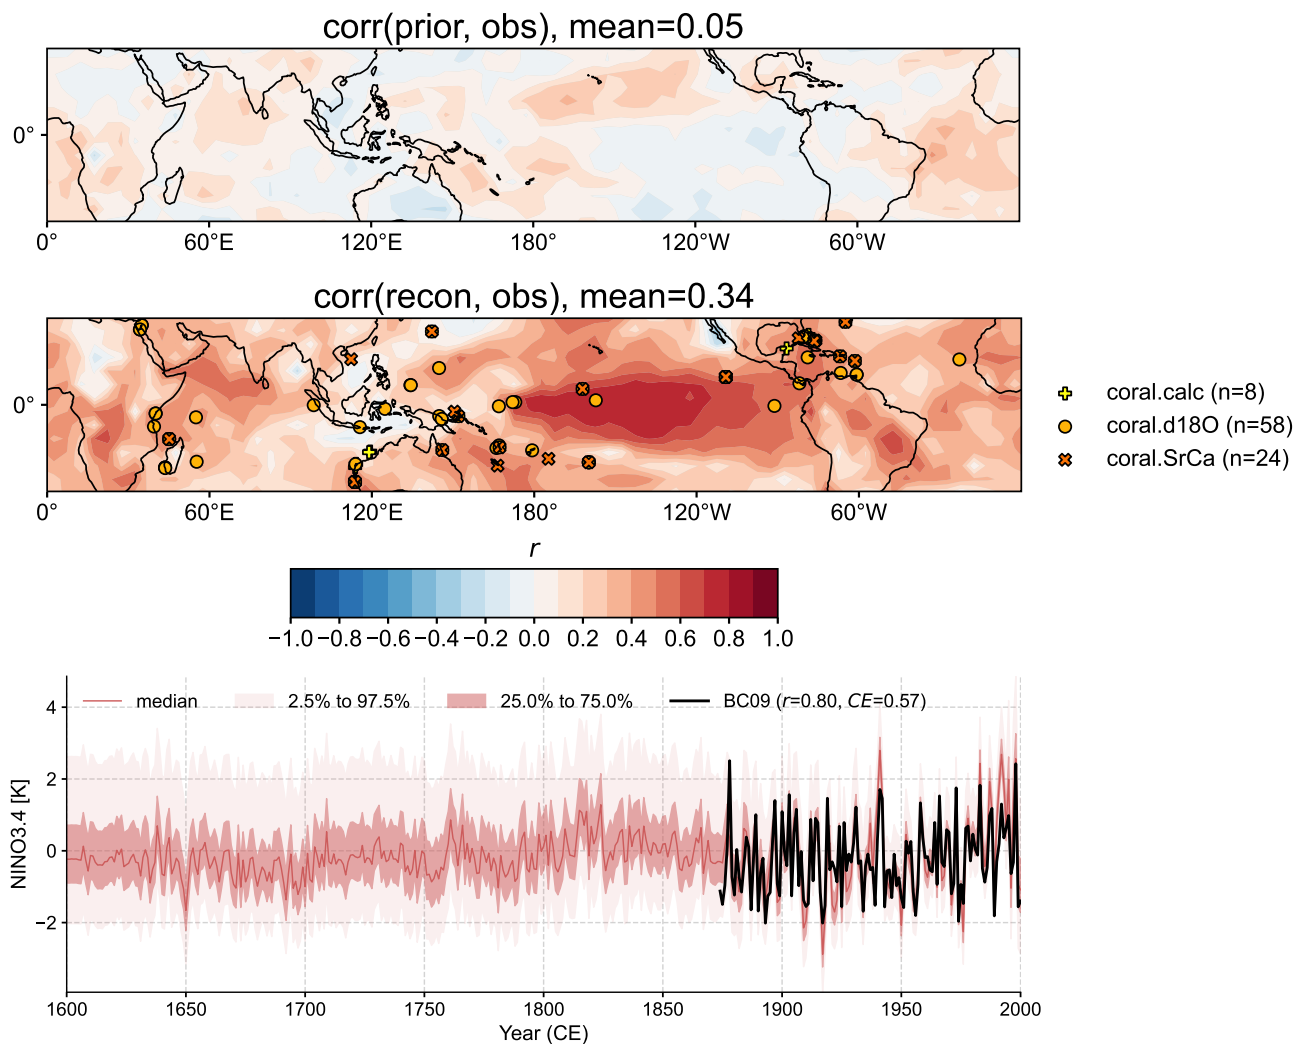 corr(prior, obs), mean=0.05
0°
0° 60°E 120°E 180° 120°W 60°W
corr(recon, obs), mean=0.34
0°
0° 60°E 120°E 180° 120°W 60°W
coral.calc (n=8)
coral.d18O (n=58)
coral.SrCa (n=24)
r
−1.0 −0.8 −0.6 −0.4 −0.2 0.0 0.2 0.4 0.6 0.8 1.0
median 2.5% to 97.5% 25.0% to 75.0% BC09 (r=0.80, CE=0.57)
NINO3.4 [K]
4
2
0
−2
1600 1650 1700 1750 1800 1850 1900 1950 2000
Year (CE)